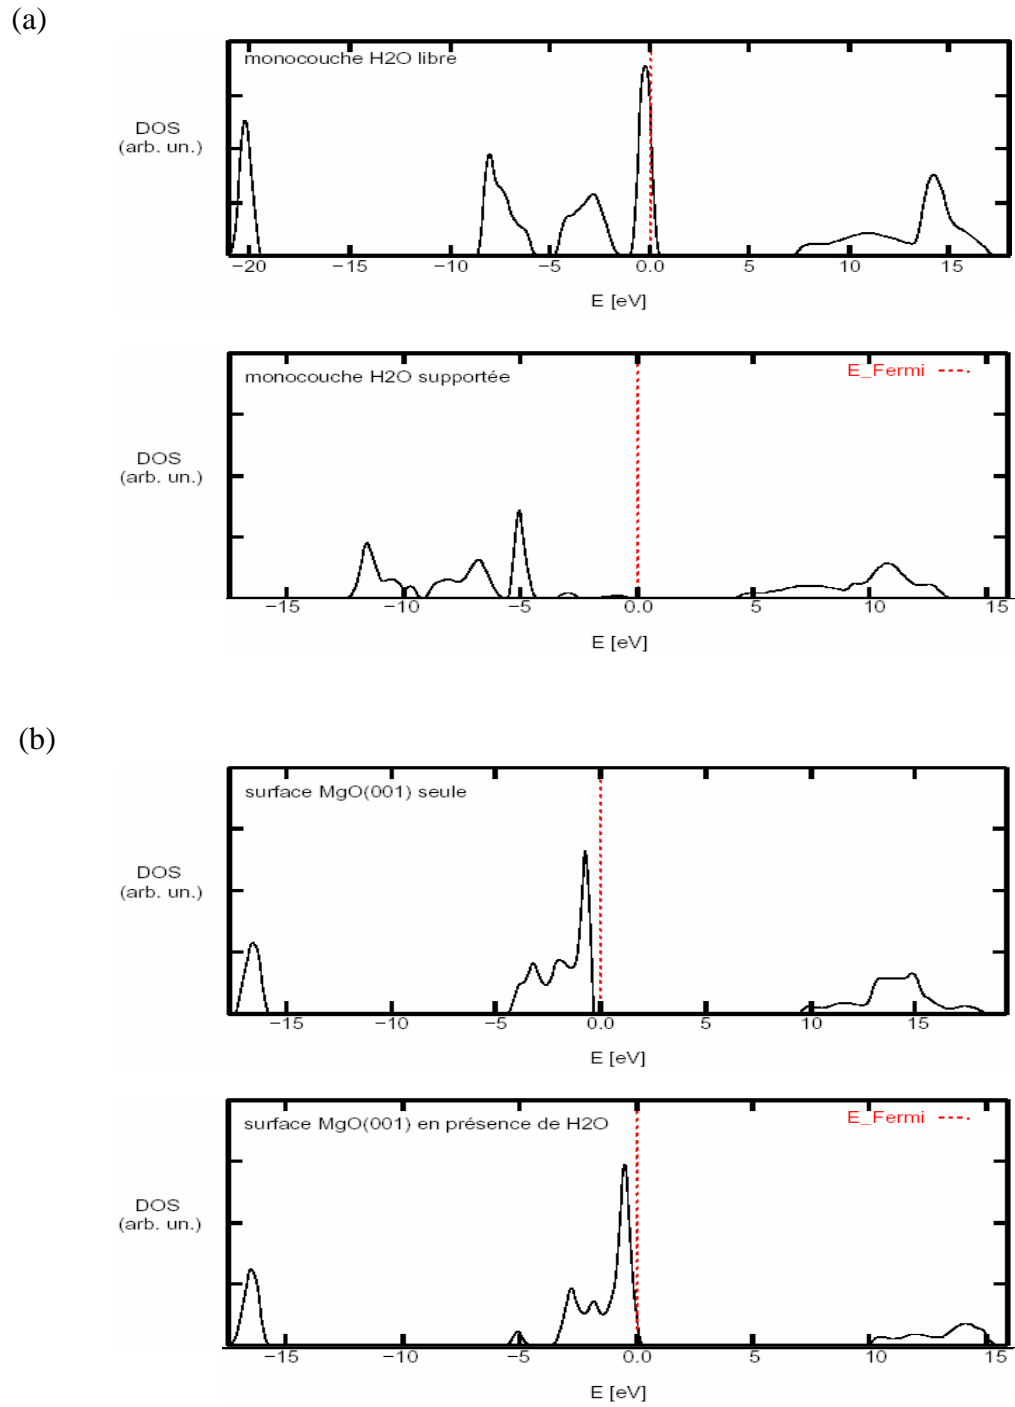 (a)
monocouche H2O libre
DOS
(arb. un.)
−20 −15 −10 −5 0.0 5 10 15
E [eV]
monocouche H2O supportée
E_Fermi
DOS
(arb. un.)
−15 −10 −5 0.0 5 10 15
E [eV]
(b)
surface MgO(001) seule
DOS
(arb. un.)
−15 −10 −5 0.0 5 10 15
E [eV]
surface MgO(001) en présence de H2O
E_Fermi
DOS
(arb. un.)
−15 −10 −5 0.0 5 10 15
E [eV]